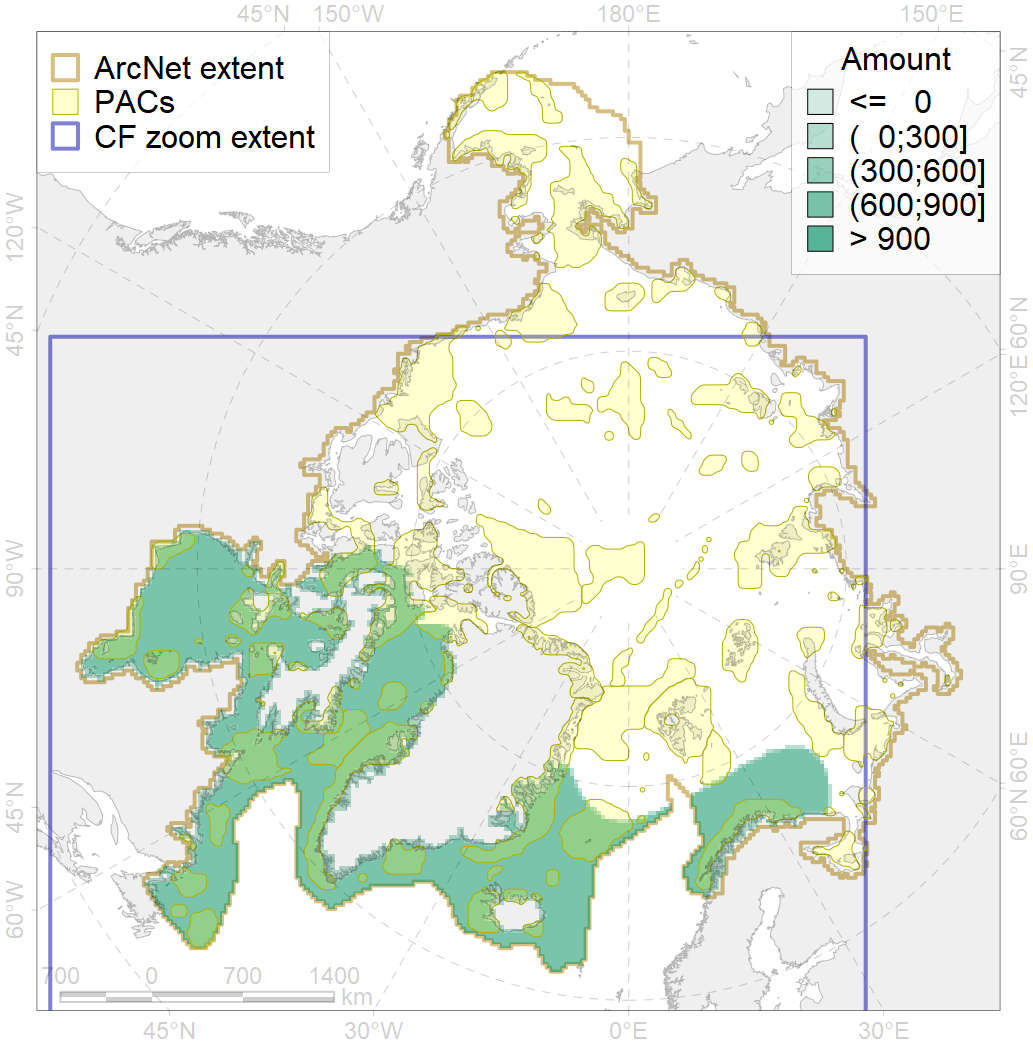 45°N 150°W 180°E 150°E
ArcNet extent
PACs
CF zoom extent
Amount
<= 0
( 0;300]
(300;600]
(600;900]
> 900
45°N
120°W
60°N
45°N
120°E
90°W
90°E
45°N
60°N
60°E
60°W
700 0 700 1400
km
45°N 30°W 0°E 30°E